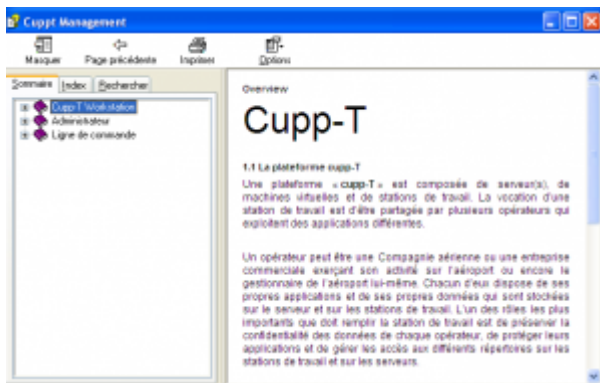 Cuppt Management
Masquer Page précédente Imprimer Options
Sommaire Index Rechercher
Cupp-T Workstation
Administrateur
Ligne de commande
Overview
Cupp-T
1.1 La plateforme cupp-T
Une plateforme « cupp-T » est composée de serveur(s), de
machines virtuelles et de stations de travail. La vocation d'une
station de travail est d'être partagée par plusieurs opérateurs qui
exploitent des applications différentes.
Un opérateur peut être une Compagnie aérienne ou une entreprise
commerciale exerçant son activité sur l'aéroport ou encore le
gestionnaire de l'aéroport lui-même. Chacun d'eux dispose de ses
propres applications et de ses propres données qui sont stockées
sur le serveur et sur les stations de travail. L'un des rôles les plus
importants que doit remplir la station de travail est de préserver la
confidentialité des données de chaque opérateur, de protéger leurs
applications et de gérer les accès aux différents répertoires sur les
stations de travail et sur les serveurs.